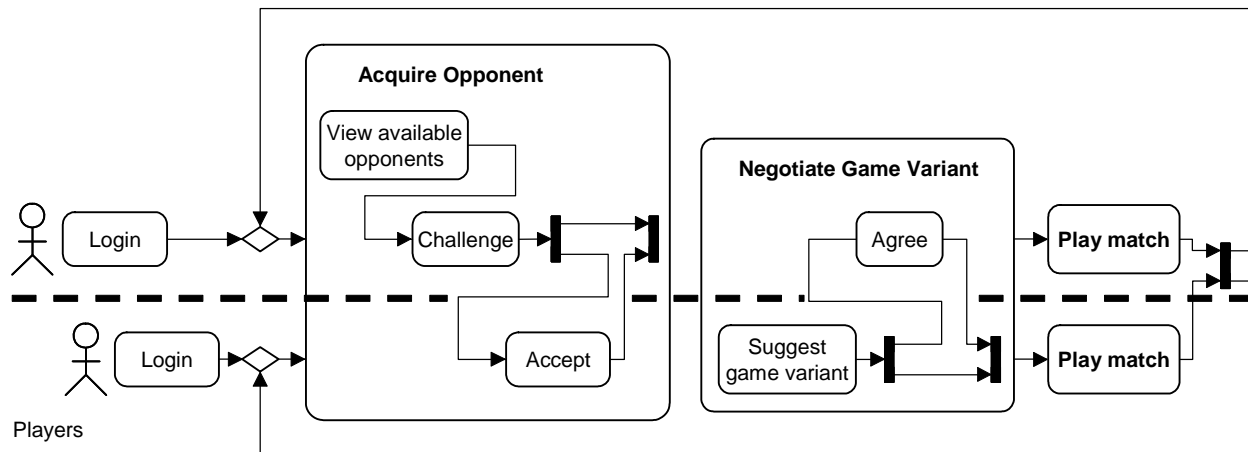 Acquire Opponent
View available
opponents
Negotiate Game Variant
Login
Challenge
Agree
Play match
Login
Accept
Suggest
game variant
Play match
Players